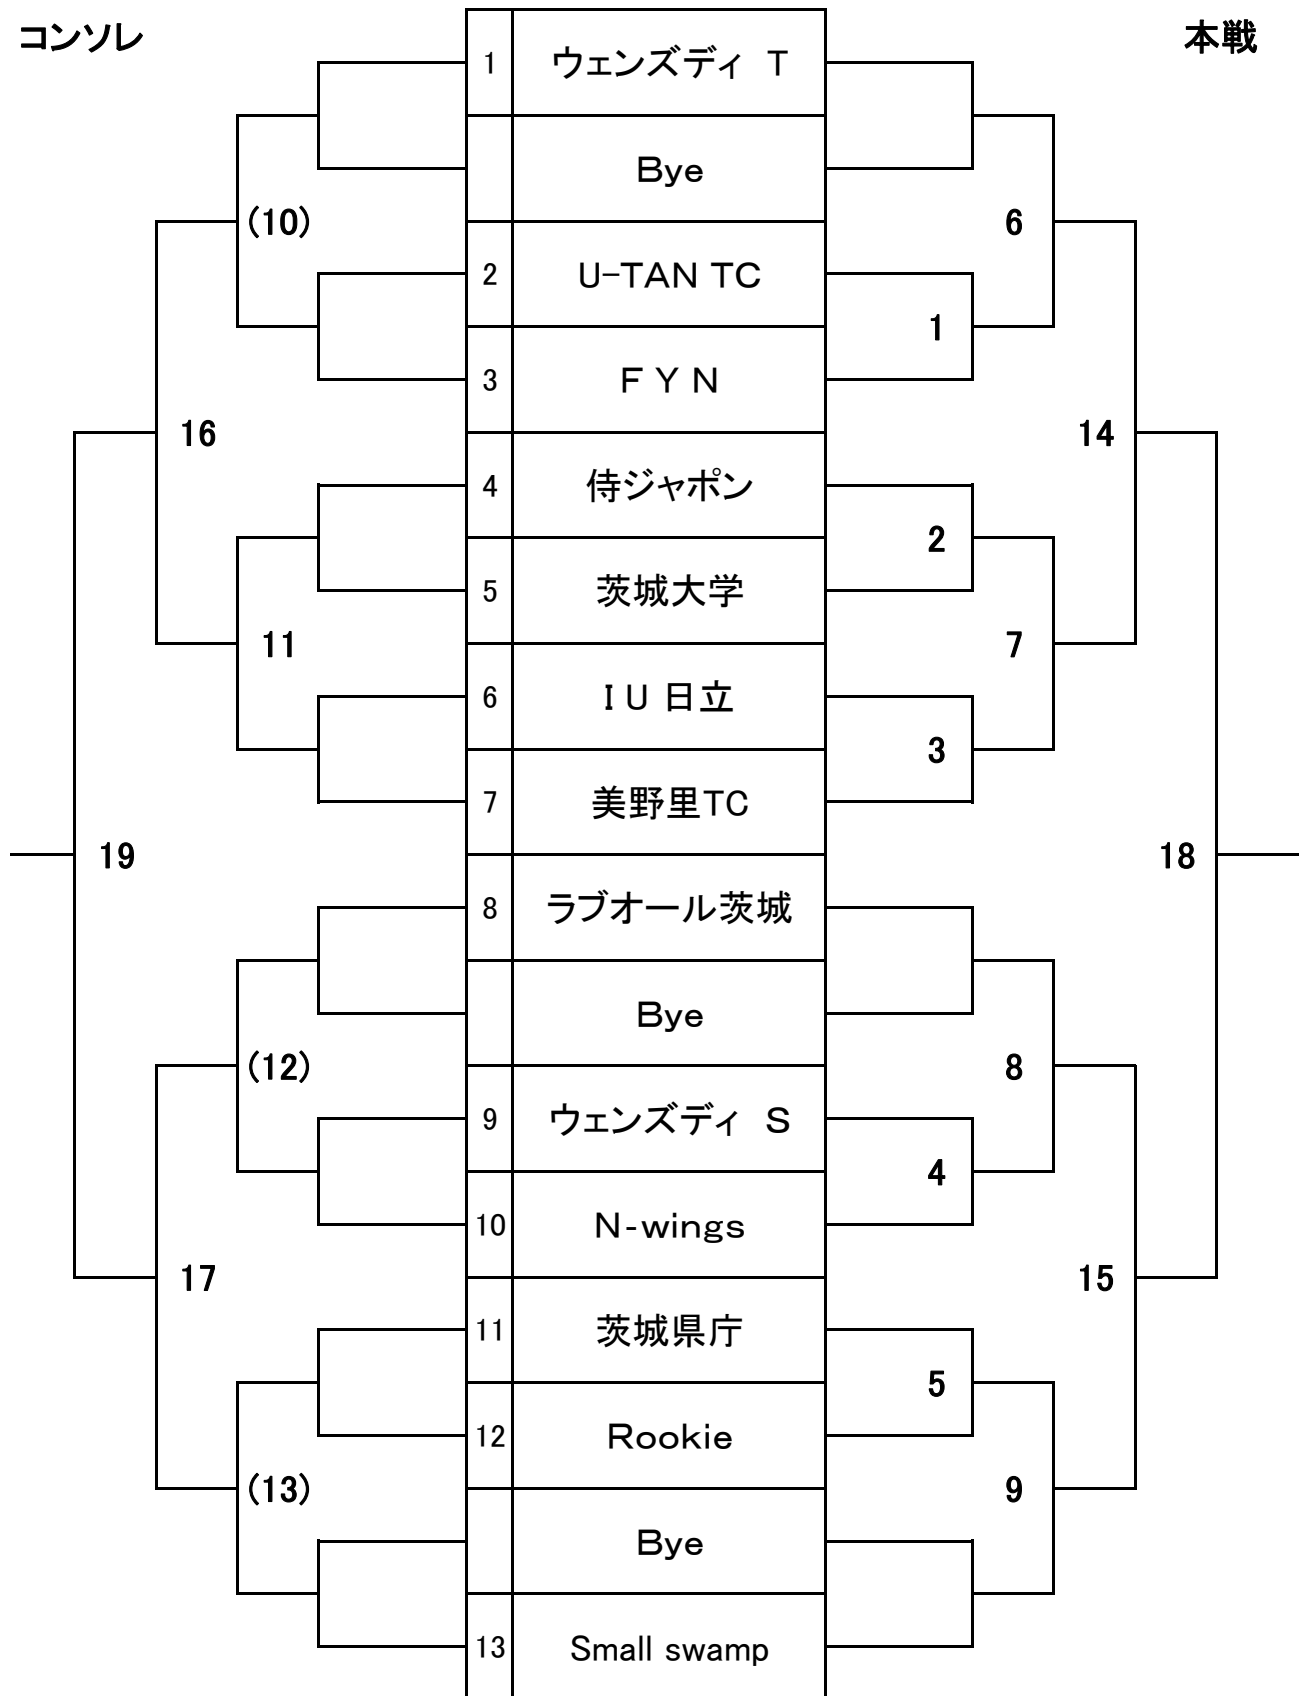 コンソレ 本戦
1 ウェンズディ T
Bye
(10) 6
2 U-TAN TC
1
3 F Y N
16 14
4 侍ジャポン
2
5 茨城大学
11 7
6 I U 日立
3
7 美野里TC
19 18
8 ラブオール茨城
Bye
(12) 8
9 ウェンズディ S
4
10 N-wings
17 15
11 茨城県庁
5
12 Rookie
(13) 9
Bye
13 Small swamp